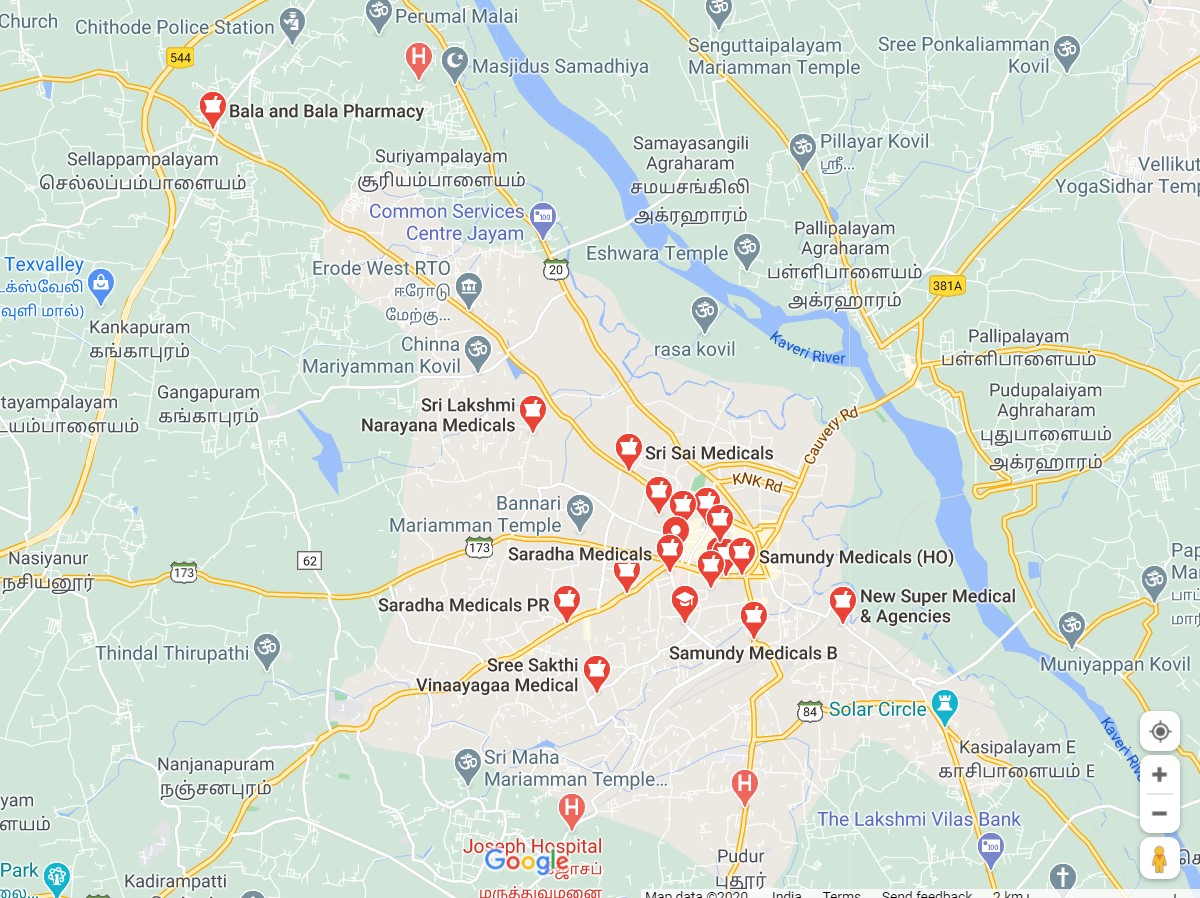 Church
Chithode Police Station
Perumal Malai
Senguttaipalayam
Mariamman Temple
Sree Ponkaliamman
Kovil
544
H
Masjidus Samadhiya
Bala and Bala Pharmacy
Sellappampalayam
செல்லப்பம்பாளையம்
Suriyampalayam
சூரியம்பாளையம்
Samayasangili
Agraharam
சமயசங்கிலி
அக்ரஹாரம்
Pillayar Kovil
ஸ்ரீ...
Vellikut
YogaSidhar Temp
Common Services
Centre Jayam
Pallipalayam
Agraharam
பள்ளிபாளையம்
அக்ரஹாரம்
Eshwara Temple
Texvalley
டக்ஸ்வேலி
வுளி மால்)
Erode West RTO
ஈரோடு
மேற்கு...
20
381A
Kankapuram
கங்காபுரம்
Chinna
Mariyamman Kovil
rasa kovil
Kaveri River
Pallipalayam
பள்ளிபாளையம்
Gangapuram
கங்காபுரம்
tayampalayam
டயம்பாளையம்
Sri Lakshmi
Narayana Medicals
Pudupalaiyam
Aghraharam
புதுபாளையம்
அக்ரஹாரம்
Cauvery Rd
Sri Sai Medicals
KNK Rd
Bannari
Mariamman Temple
173
Saradha Medicals
Samundy Medicals (HO)
62
Nasiyanur
நசியனூர்
173
Saradha Medicals PR
New Super Medical
& Agencies
Samundy Medicals B
Thindal Thirupathi
Sree Sakthi
Vinaayagaa Medical
Muniyappan Kovil
84
Solar Circle
Kaveri River
Nanjanapuram
நஞ்சனபுரம்
Sri Maha
Mariamman Temple...
Kasipalayam E
காசிபாளையம் E
H
H
The Lakshmi Vilas Bank
Joseph Hospital
ஜோசப்
மருத்துவமனை
Google
Pudur
புதூர்
Park
Kadirampatti
Map data ©2020 India Terms Send feedback 2 km